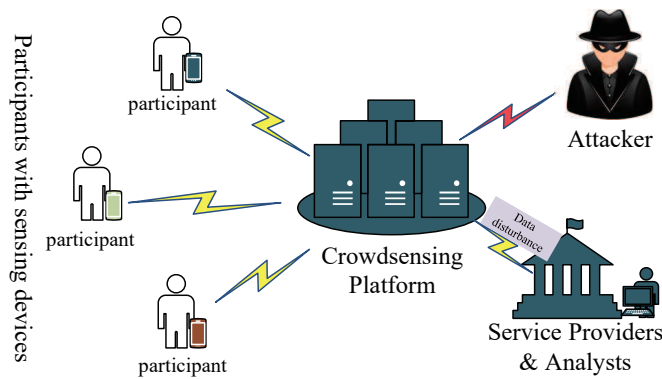 Participants with sensing devices
participant
participant
participant
Crowdsensing
Platform
Attacker
Data
disturbance
Service Providers
& Analysts